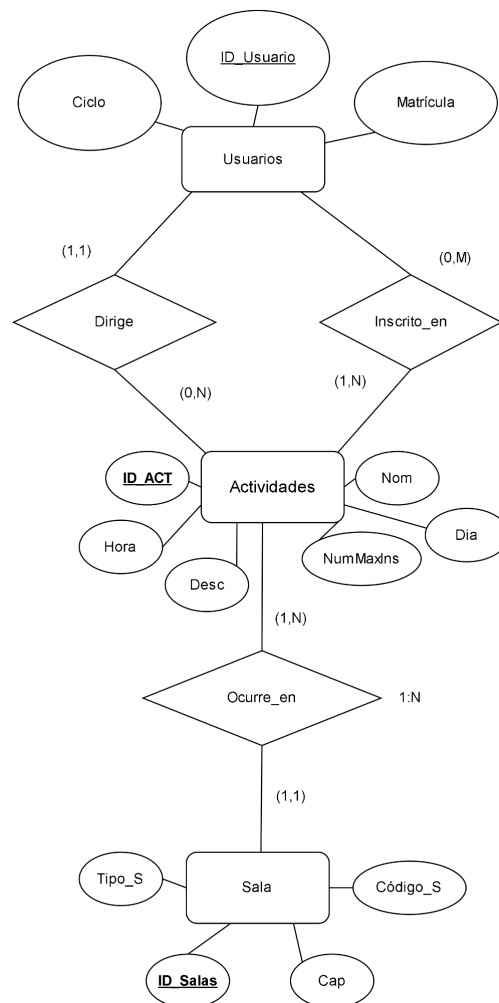 ID_Usuario
Ciclo
Matrícula
Usuarios
(1,1)
(0,M)
Dirige
Inscrito_en
(0,N)
(1,N)
ID_ACT
Actividades
Nom
Hora
Dia
Desc
NumMaxIns
(1,N)
Ocurre_en
1:N
(1,1)
Tipo_S
Sala
Código_S
ID_Salas
Cap